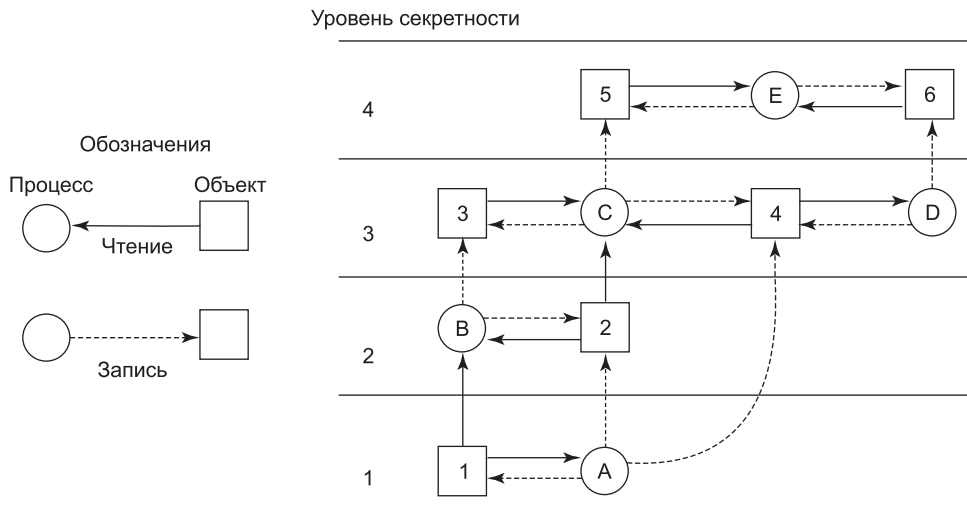 Уровень секретности
Обозначения
Процесс Объект
Чтение
Запись
4
5 E 6
3
3 C 4 D
2
B 2
1
1 A